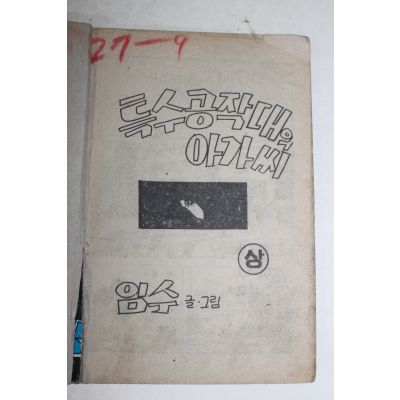 27-4
특수공작대의
아가씨
상
임수 글·그림